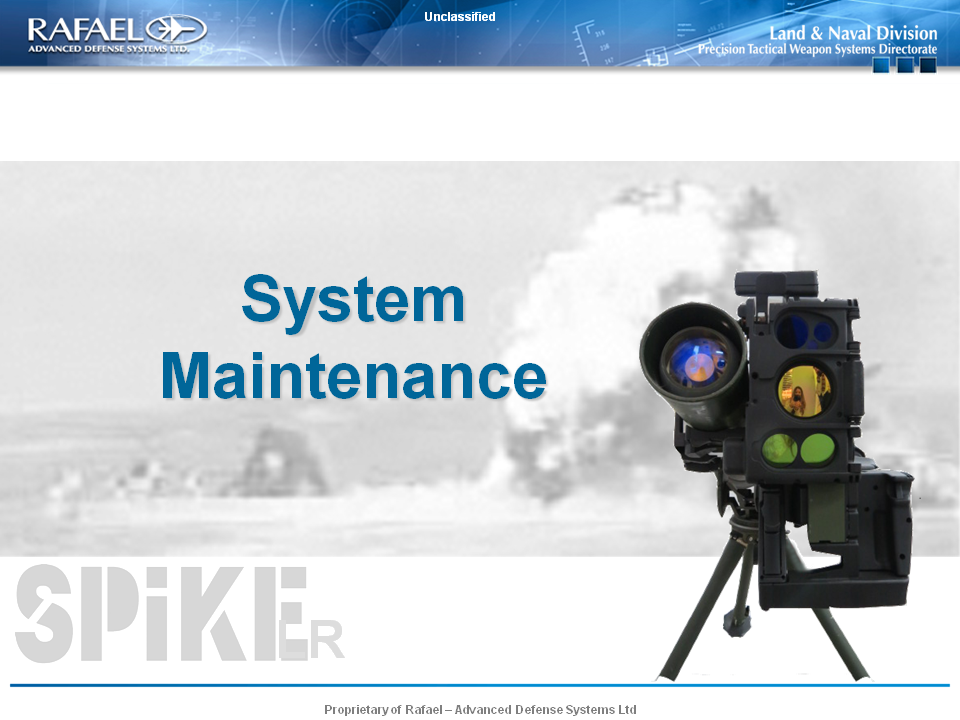 Unclassified
RAFAEL
ADVANCED DEFENSE SYSTEMS LTD.
Land & Naval Division
Precision Tactical Weapon Systems Directorate
System
Maintenance
SPiKE
LR
Proprietary of Rafael – Advanced Defense Systems Ltd